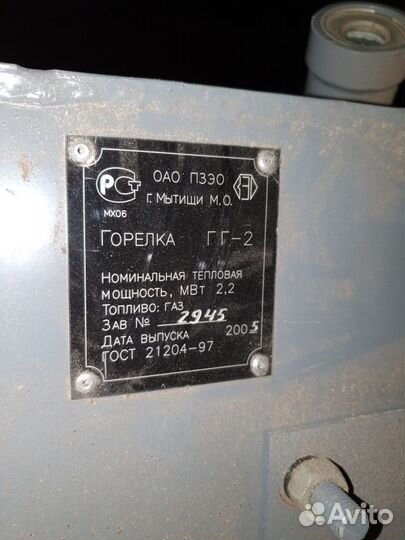 РСТ ОАО ПЗЭО
Г. МЫТИЩИ М.О.
МХ06
ГОРЕЛКА ГГ-2
НОМИНАЛЬНАЯ ТЕПЛОВАЯ
МОЩНОСТЬ, МВТ 2,2
ТОПЛИВО: ГАЗ
ЗАВ № 2945
ДАТА ВЫПУСКА 2005
ГОСТ 21204-97
Avito